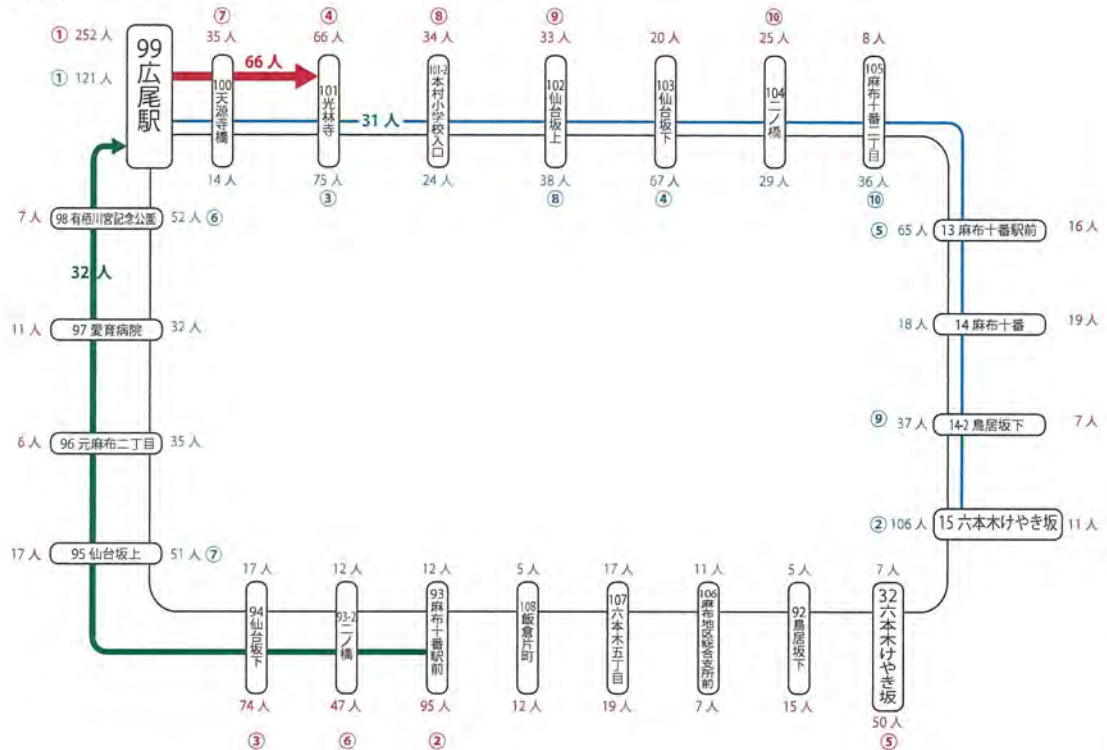 ① 252人
① 121人
99 広尾駅
⑦
35人
100 天源寺橋
14人
66人
④
66人
101 光林寺
75人
③
31人
⑧
34人
101-2 本村小学校入口
24人
⑨
33人
102 仙台坂上
38人
⑧
20人
103 仙台坂下
67人
④
⑩
25人
104 二ノ橋
29人
8人
105 麻布十番二丁目
36人
⑩
⑤ 65人 13 麻布十番駅前 16人
18人 14 麻布十番 19人
⑨ 37人 14-2 鳥居坂下 7人
② 106人 15 六本木けやき坂 11人
7人
32 六本木けやき坂
50人
⑤
5人
92 鳥居坂下
15人
11人
106 麻布地区総合支所前
7人
17人
107 六本木五丁目
19人
5人
108 飯倉片町
12人
12人
93 麻布十番駅前
95人
②
12人
93-2 二ノ橋
47人
⑥
17人
94 仙台坂下
74人
③
17人 95 仙台坂上 51人 ⑦
6人 96 元麻布二丁目 35人
11人 97 愛育病院 32人
32人
7人 98 有栖川宮記念公園 52人 ⑥